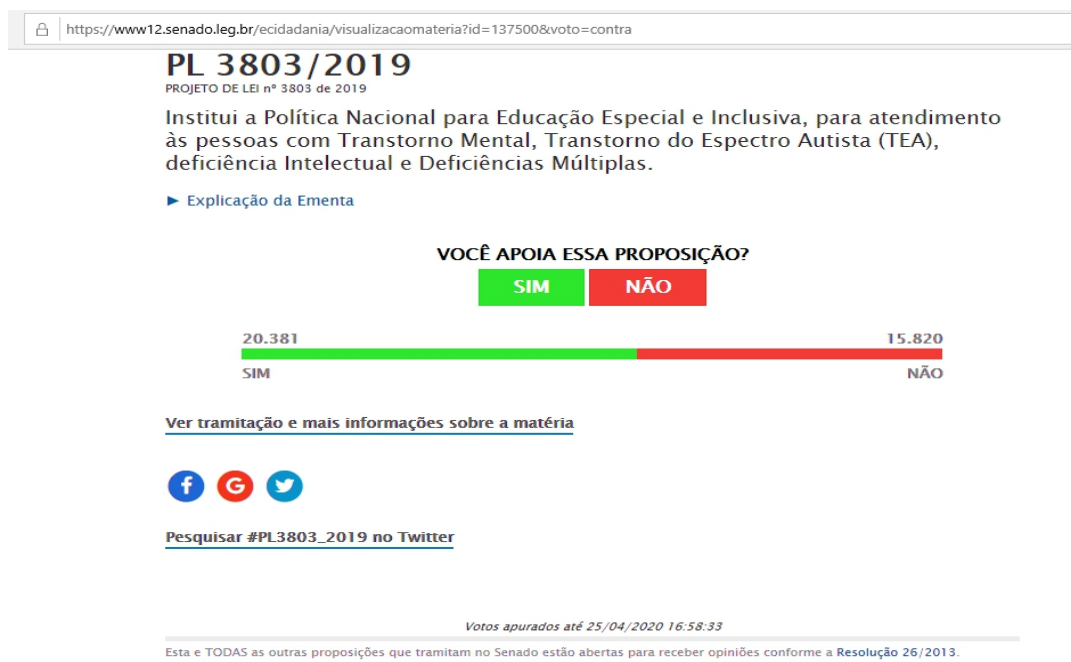 https://www12.senado.leg.br/ecidadania/visualizacaomateria?id=137500&voto=contra
PL 3803/2019
PROJETO DE LEI nº 3803 de 2019
Institui a Política Nacional para Educação Especial e Inclusiva, para atendimento
às pessoas com Transtorno Mental, Transtorno do Espectro Autista (TEA),
deficiência Intelectual e Deficiências Múltiplas.
► Explicação da Ementa
VOCÊ APOIA ESSA PROPOSIÇÃO?
SIM NÃO
20.381 15.820
SIM NÃO
Ver tramitação e mais informações sobre a matéria
f G
Pesquisar #PL3803_2019 no Twitter
Votos apurados até 25/04/2020 16:58:33
Esta e TODAS as outras proposições que tramitam no Senado estão abertas para receber opiniões conforme a Resolução 26/2013.